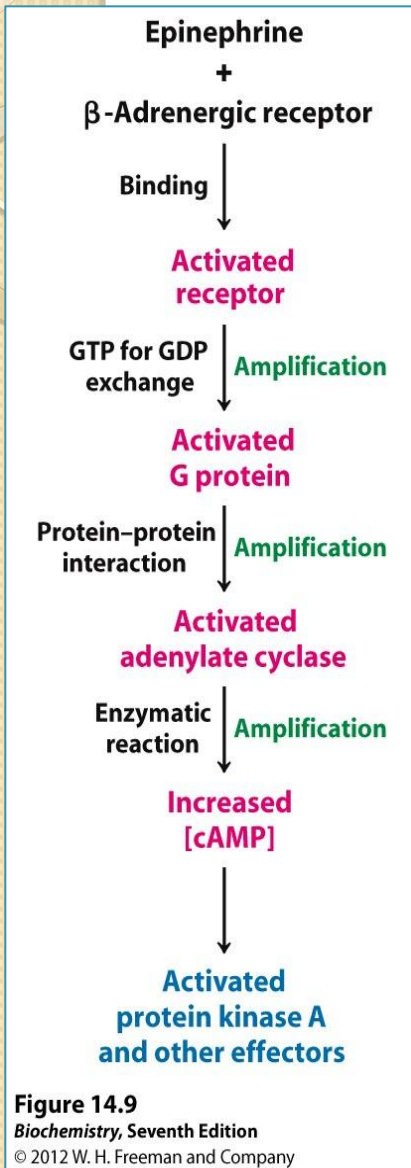 Epinephrine
+
β-Adrenergic receptor
Binding
Activated
receptor
GTP for GDP
exchange
Amplification
Activated
G protein
Protein–protein
interaction
Amplification
Activated
adenylate cyclase
Enzymatic
reaction
Amplification
Increased
[cAMP]
Activated
protein kinase A
and other effectors
Figure 14.9
Biochemistry, Seventh Edition
© 2012 W. H. Freeman and Company